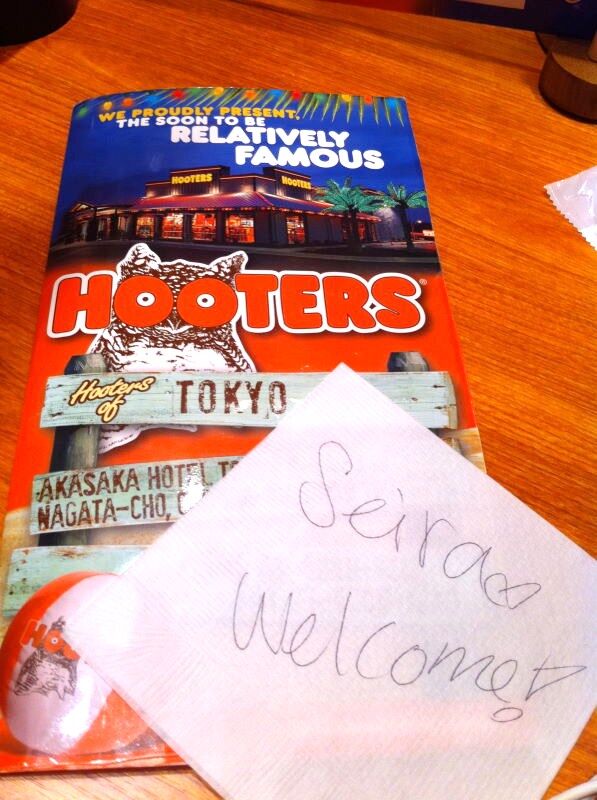 WE PROUDLY PRESENT,
THE SOON TO BE
RELATIVELY
FAMOUS
HOOTERS HOOTERS
HOOTERS®
Hooters
of
TOKYO
AKASAKA HOTEL
NAGATA-CHO,
Seira
Welcome!